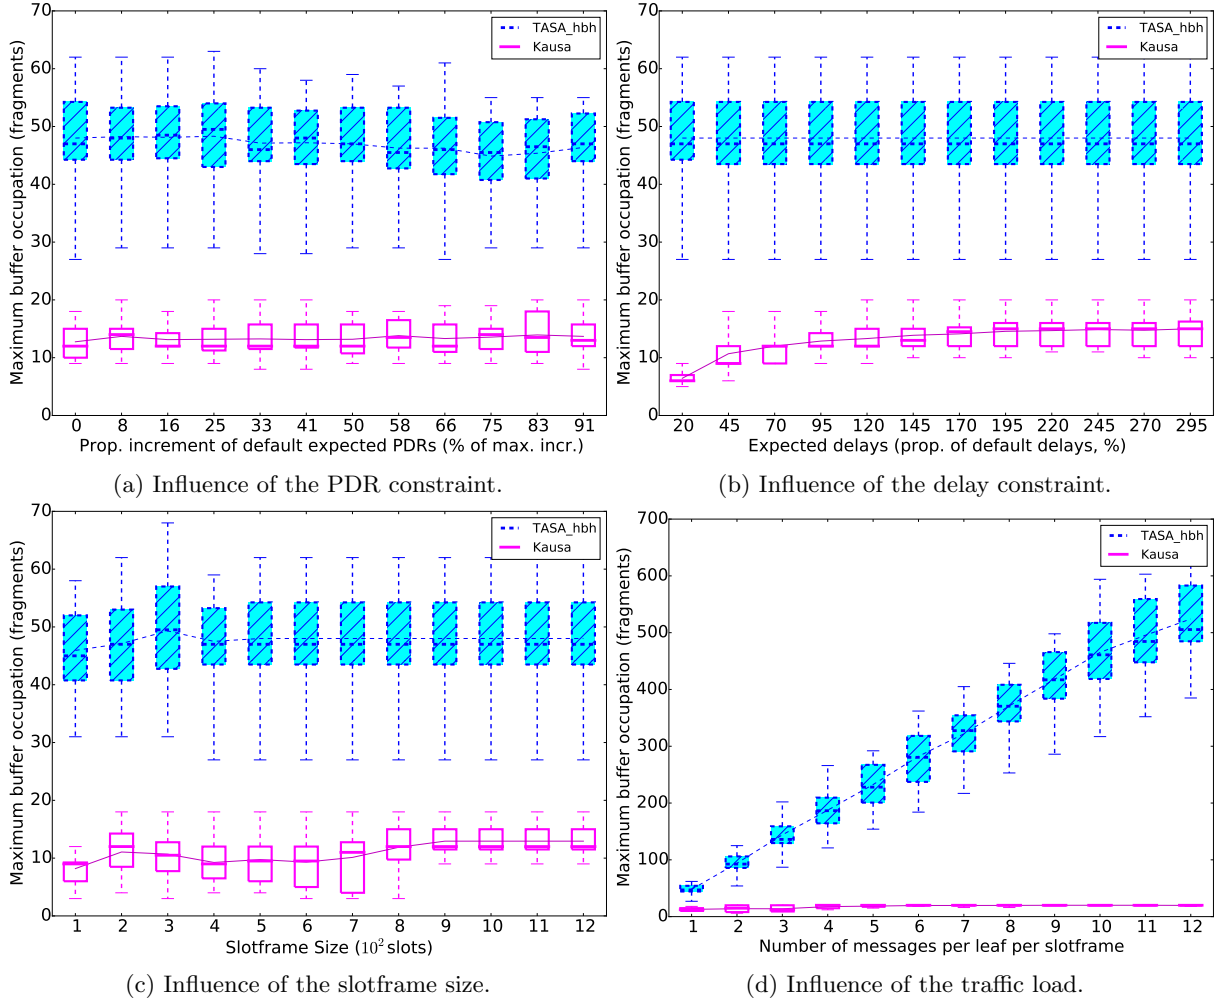 70
60
50
40
30
20
10
0
Maximum buffer occupation (fragments)
TASA_hbh
Kausa
0 8 16 25 33 41 50 58 66 75 83 91
Prop. increment of default expected PDRs (% of max. incr.)
(a) Influence of the PDR constraint.
70
60
50
40
30
20
10
0
Maximum buffer occupation (fragments)
TASA_hbh
Kausa
20 45 70 95 120 145 170 195 220 245 270 295
Expected delays (prop. of default delays, %)
(b) Influence of the delay constraint.
70
60
50
40
30
20
10
0
Maximum buffer occupation (fragments)
TASA_hbh
Kausa
1 2 3 4 5 6 7 8 9 10 11 12
Slotframe Size (10² slots)
(c) Influence of the slotframe size.
700
600
500
400
300
200
100
0
Maximum buffer occupation (fragments)
TASA_hbh
Kausa
1 2 3 4 5 6 7 8 9 10 11 12
Number of messages per leaf per slotframe
(d) Influence of the traffic load.